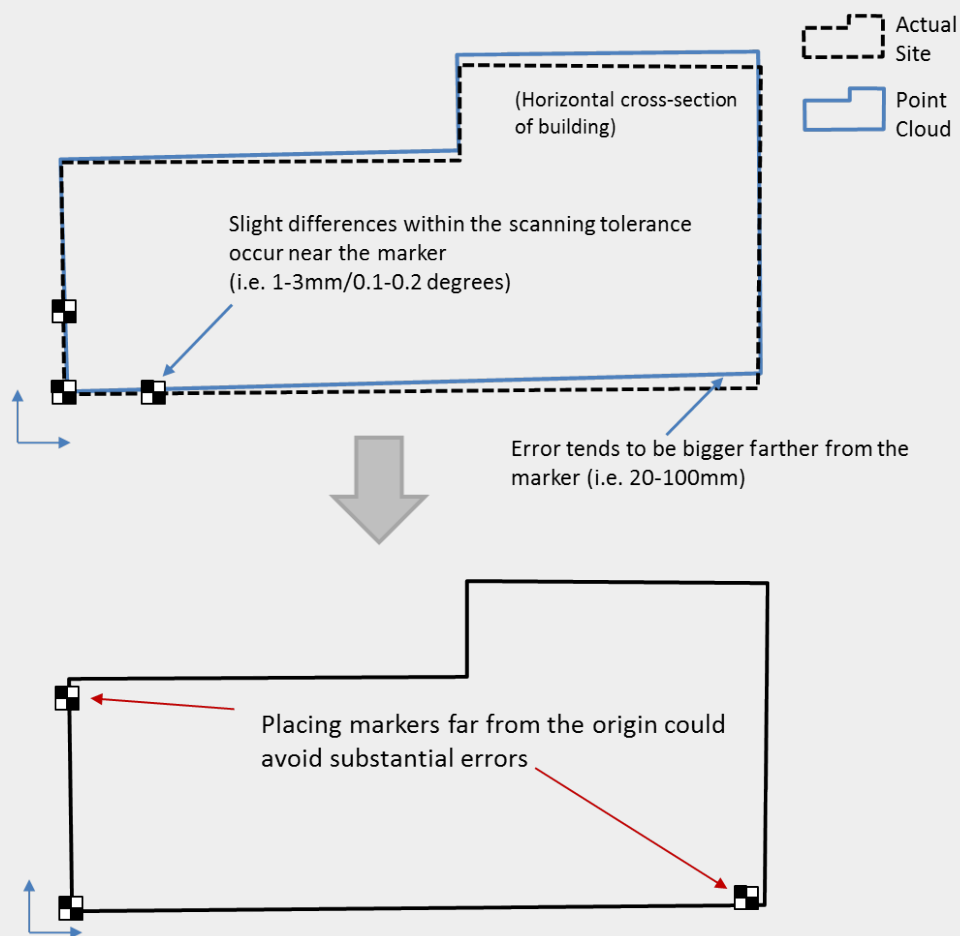 Actual
Site
Point
Cloud
(Horizontal cross-section
of building)
Slight differences within the scanning tolerance
occur near the marker
(i.e. 1-3mm/0.1-0.2 degrees)
Error tends to be bigger farther from the
marker (i.e. 20-100mm)
Placing markers far from the origin could
avoid substantial errors